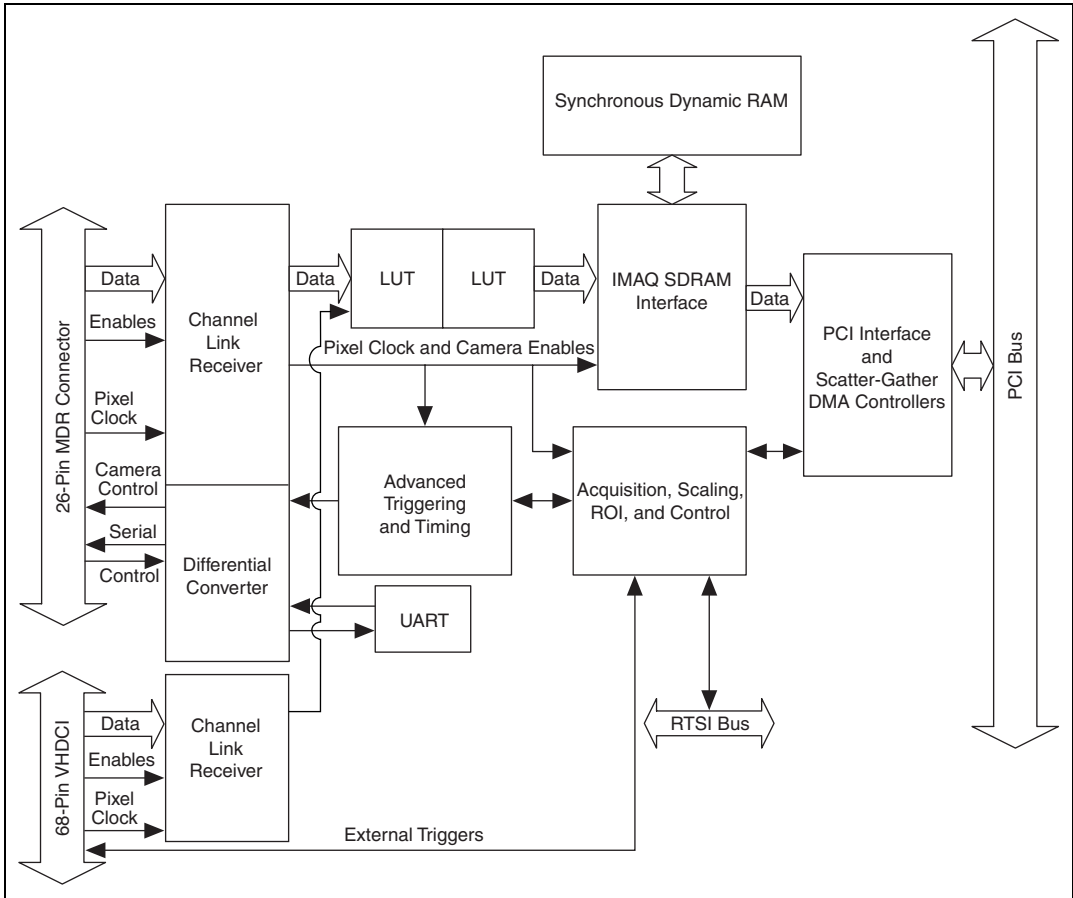 Synchronous Dynamic RAM
26-Pin MDR Connector
Data
Enables
Pixel
Clock
Camera
Control
Serial
Control
Channel
Link
Receiver
Differential
Converter
Data
LUT
LUT
Data
Pixel Clock and Camera Enables
IMAQ SDRAM
Interface
Data
PCI Interface
and
Scatter-Gather
DMA Controllers
PCI Bus
Advanced
Triggering
and Timing
Acquisition, Scaling,
ROI, and Control
UART
68-Pin VHDCI
Data
Enables
Pixel
Clock
Channel
Link
Receiver
RTSI Bus
External Triggers